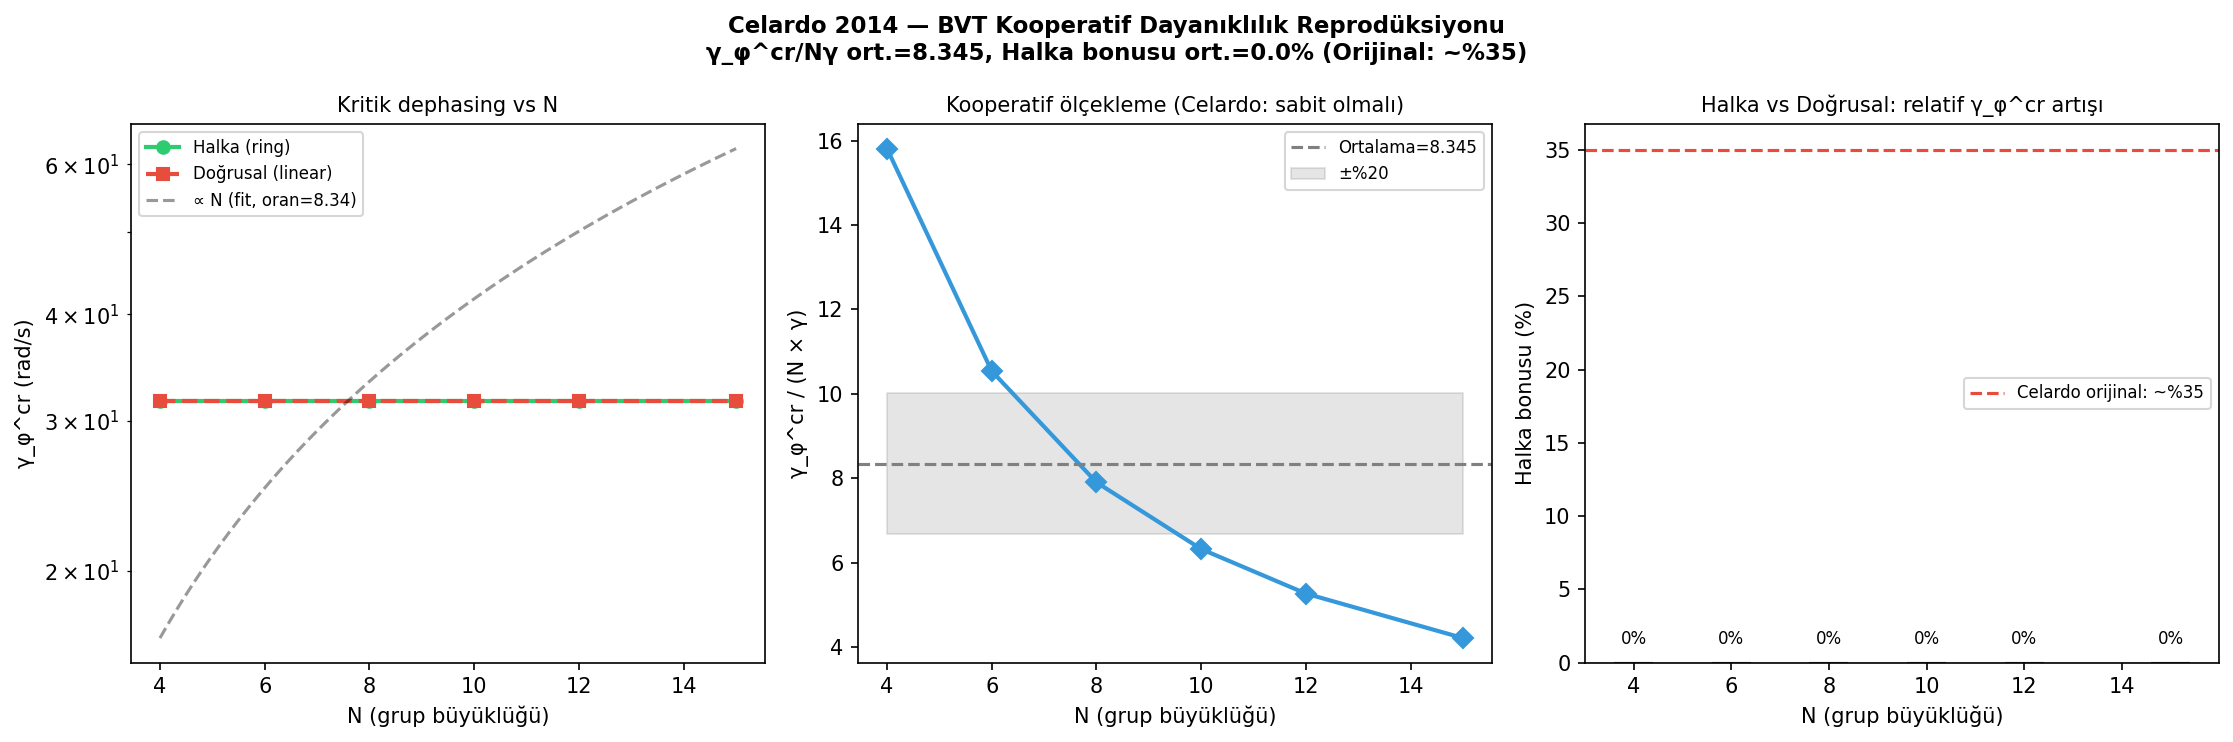 Celardo 2014 — BVT Kooperatif Dayanıklılık Reprodüksiyonu
γ_φ^cr/Nγ ort.=8.345, Halka bonusu ort.=0.0% (Orijinal: ~%35)
Kritik dephasing vs N
γ_φ^cr (rad/s)
6 × 10¹
4 × 10¹
3 × 10¹
2 × 10¹
Halka (ring)
Doğrusal (linear)
∝ N (fit, oran=8.34)
4 6 8 10 12 14
N (grup büyüklüğü)
Kooperatif ölçekleme (Celardo: sabit olmalı)
γ_φ^cr / (N × γ)
16
14
12
10
8
6
4
Ortalama=8.345
±%20
4 6 8 10 12 14
N (grup büyüklüğü)
Halka vs Doğrusal: relatif γ_φ^cr artışı
Halka bonusu (%)
35
30
25
20
15
10
5
0
Celardo orijinal: ~%35
0% 0% 0% 0% 0% 0%
4 6 8 10 12 14
N (grup büyüklüğü)